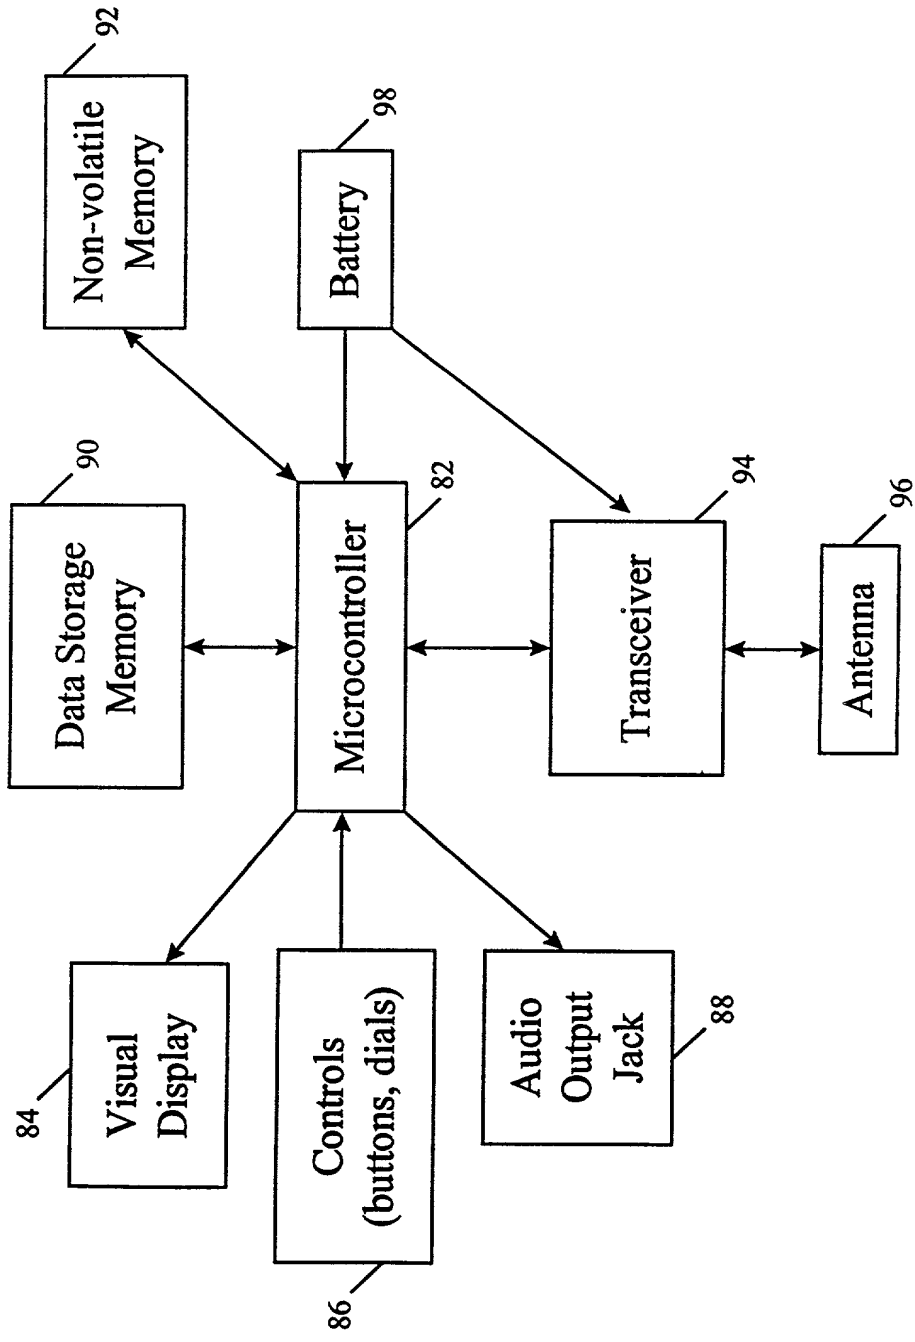 84
Visual
Display
Data Storage
Memory
90
Non-volatile
Memory
92
86
Controls
(buttons, dials)
Microcontroller
82
Battery
98
Audio
Output
Jack
88
Transceiver
94
Antenna
96